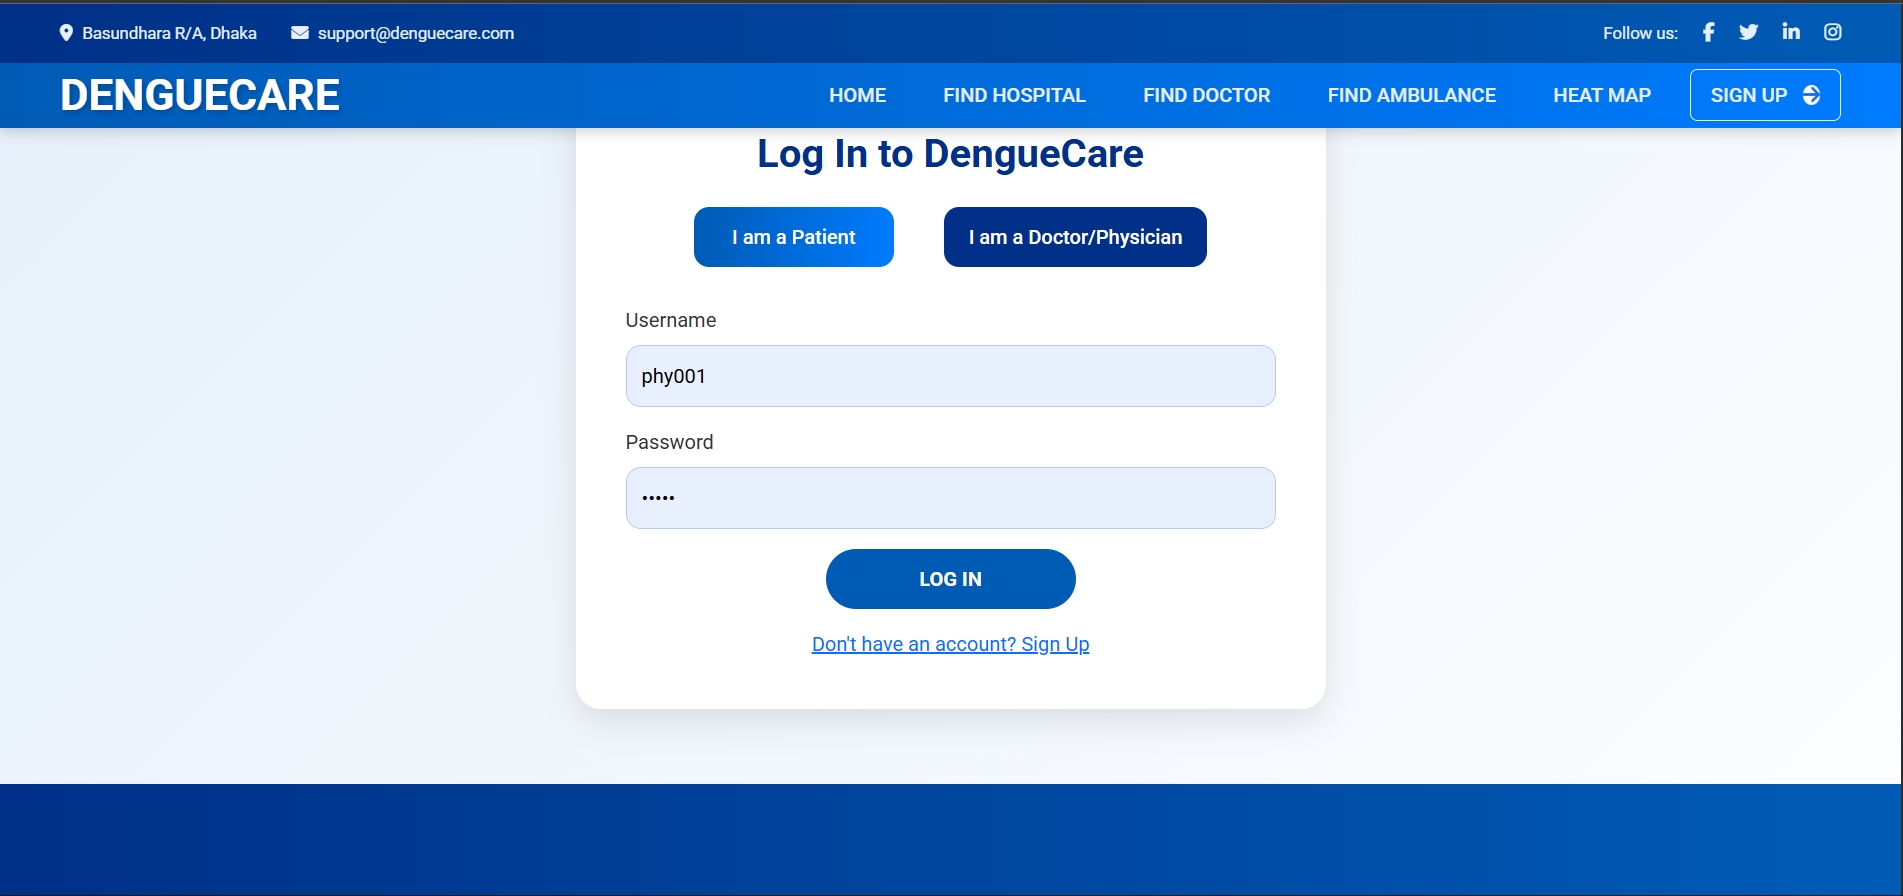 Basundhara R/A, Dhaka support@denguecare.com Follow us:
DENGUECARE HOME FIND HOSPITAL FIND DOCTOR FIND AMBULANCE HEAT MAP SIGN UP
Log In to DengueCare
I am a Patient I am a Doctor/Physician
Username
phy001
Password
•••••
LOG IN
Don't have an account? Sign Up